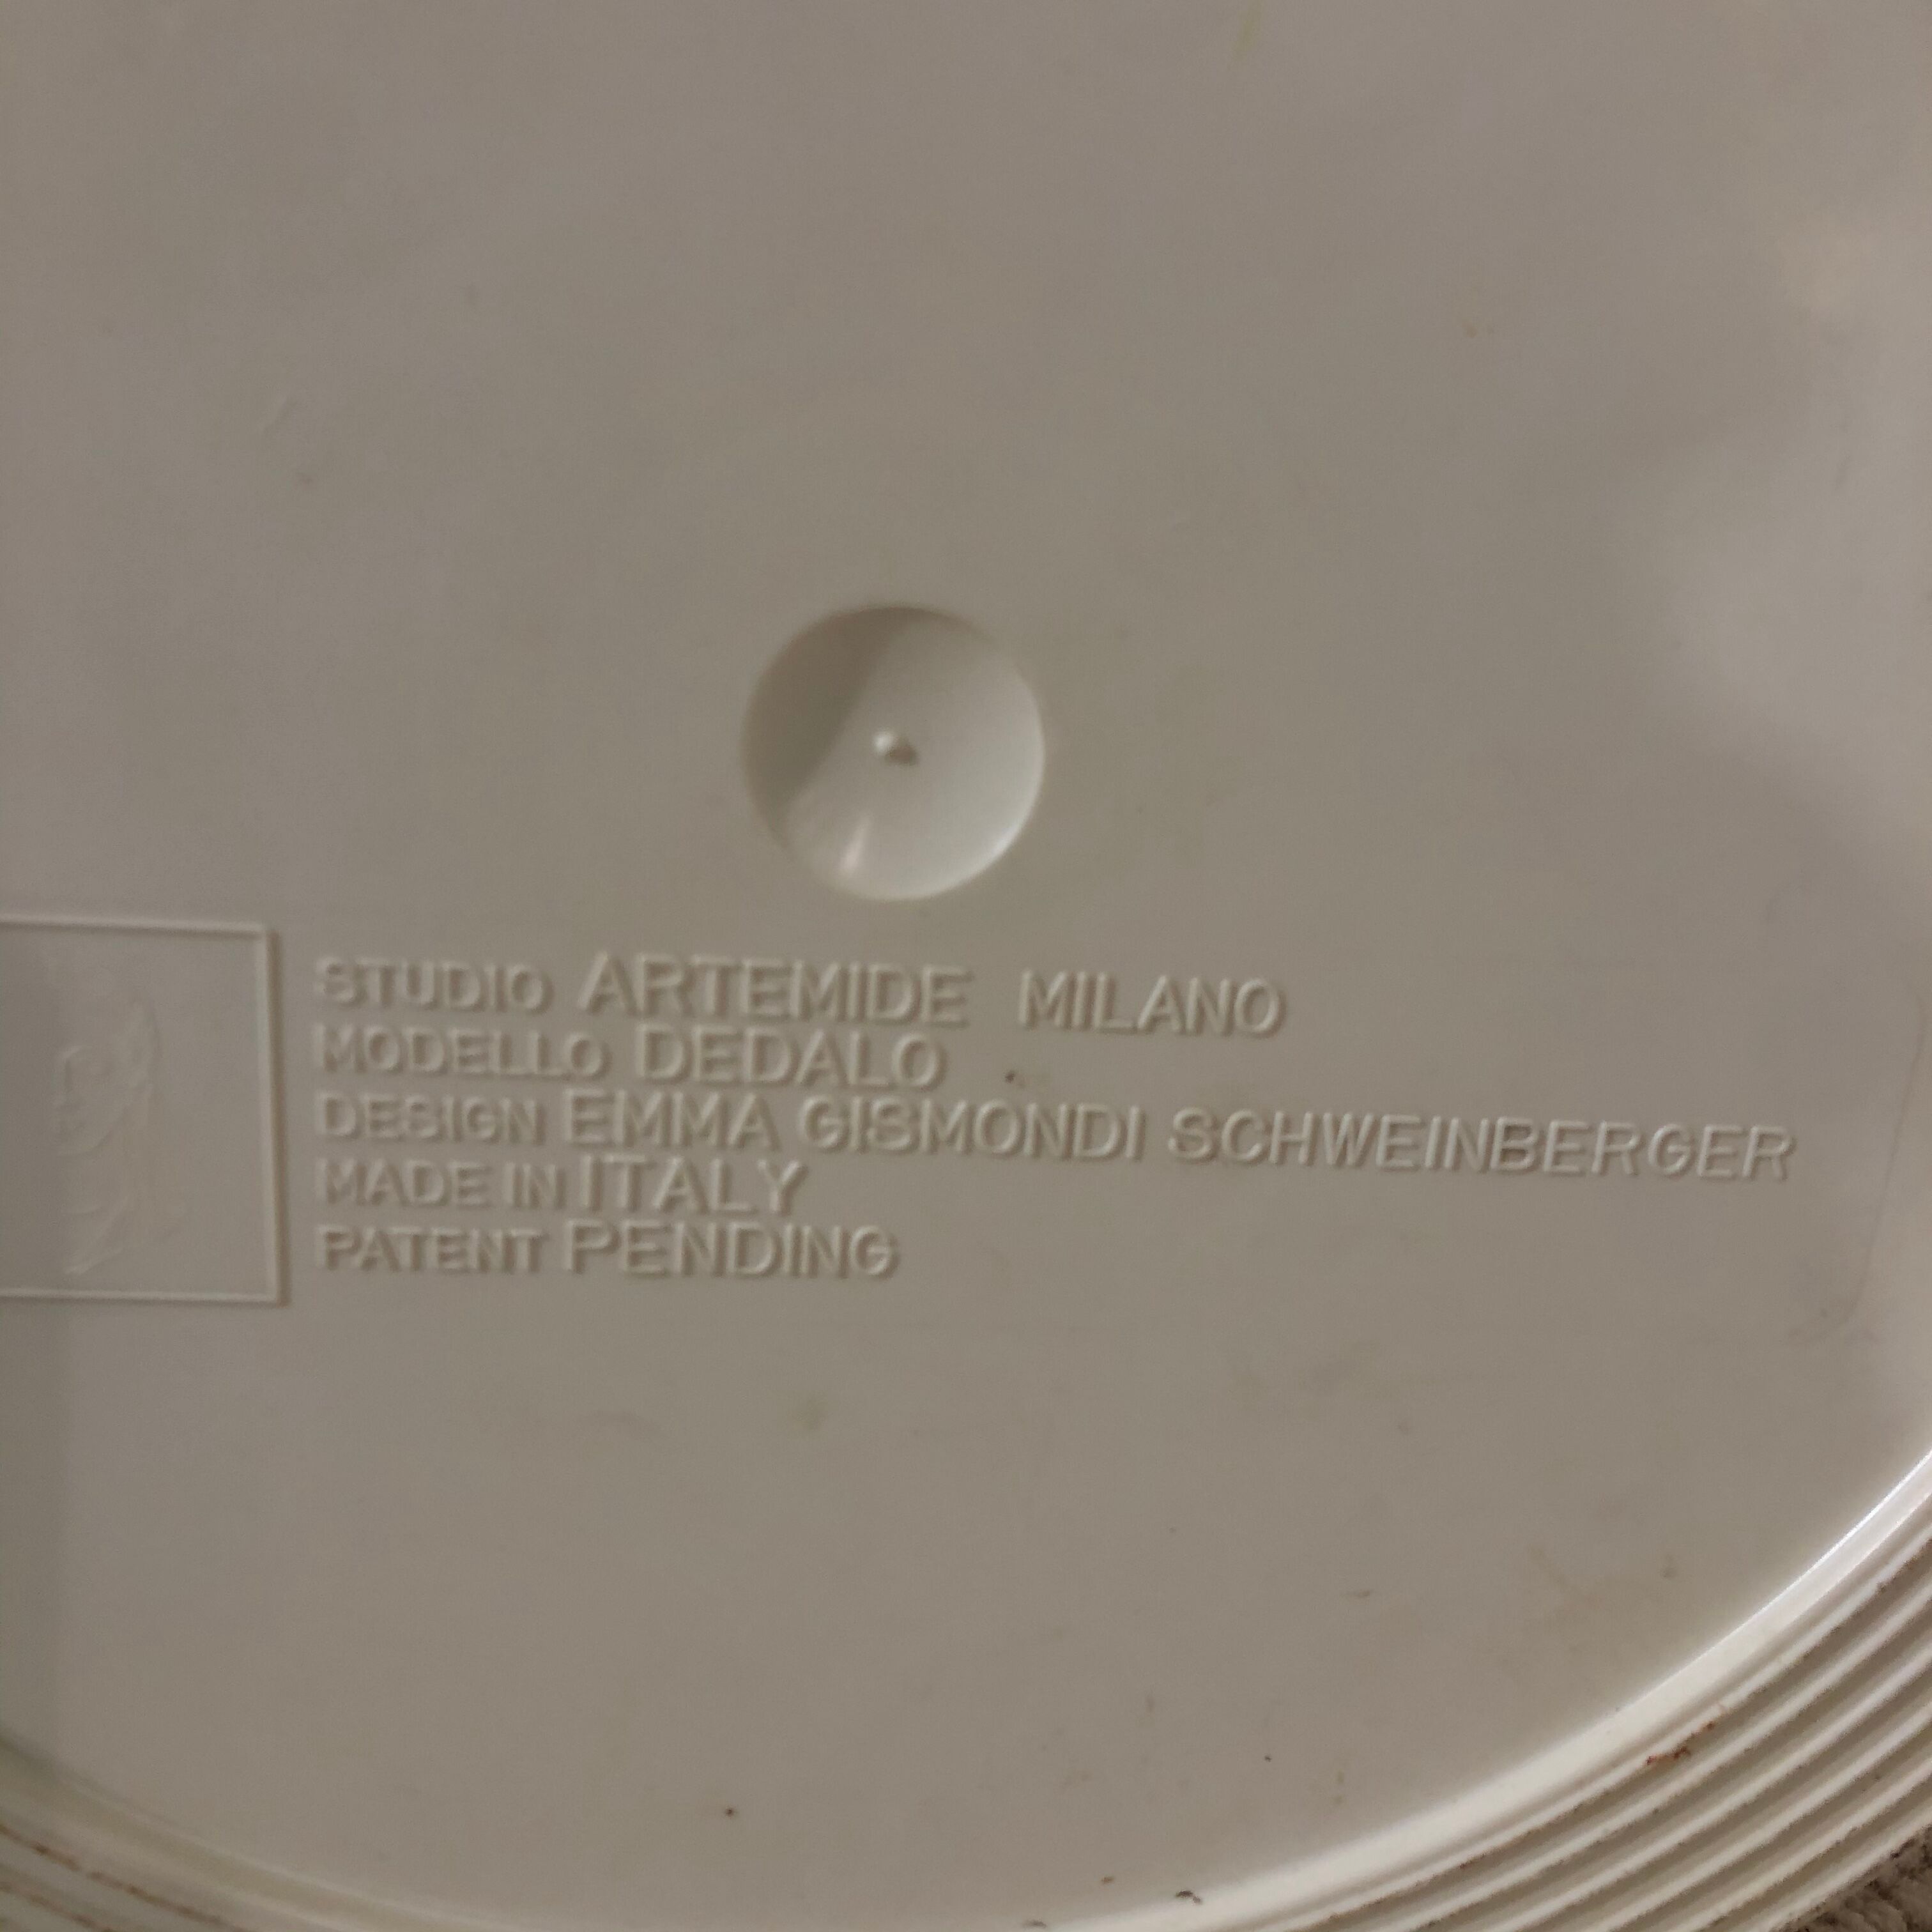 STUDIO ARTEMIDE MILANO
MODELLO DEDALO
DESIGN EMMA GISMONDI SCHWEINBERGER
MADE IN ITALY
PATENT PENDING